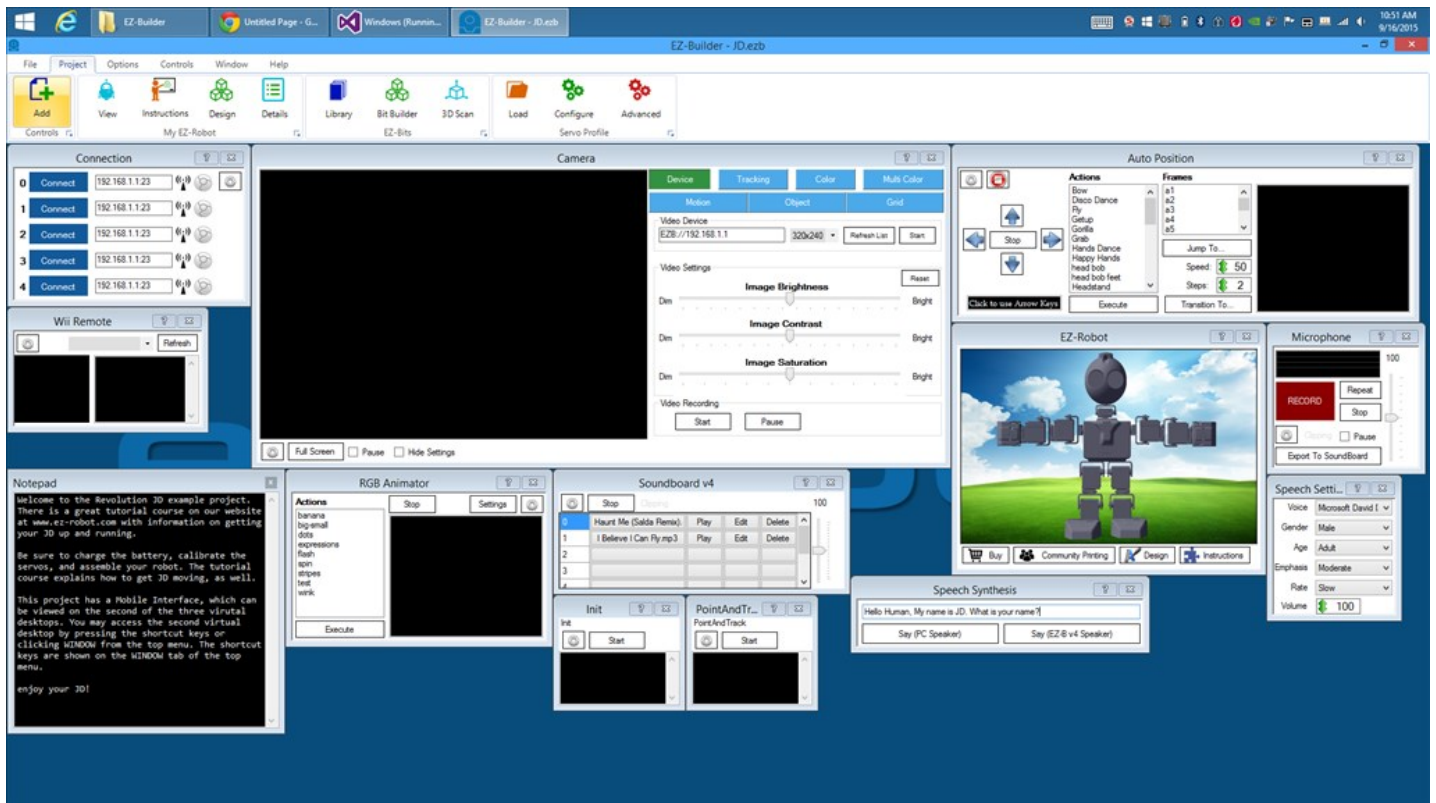 EZ-Builder
Untitled Page - G...
Windows (Runnin...
EZ-Builder - JD.ezb
10:51 AM
9/16/2015
EZ-Builder - JD.ezb
File Project Options Controls Window Help
Add View Instructions Design Details Library Bit Builder 3D Scan Load Configure Advanced
Controls My EZ-Robot EZ-Bits Servo Profile
Connection
0 Connect 192.168.1.1:23
1 Connect 192.168.1.1:23
2 Connect 192.168.1.1:23
3 Connect 192.168.1.1:23
4 Connect 192.168.1.1:23
Wii Remote
Refresh
Camera
Device Tracking Color Multi Color
Motion Object Grid
Video Device
EZB://192.168.1.1 320x240 Refresh List Start
Video Settings
Reset
Image Brightness
Dim Bright
Image Contrast
Dim Bright
Image Saturation
Dim Bright
Video Recording
Start Pause
Full Screen Pause Hide Settings
Auto Position
Actions Frames
Bow
Disco Dance
Fly
Getup
Gorilla
Grab
Hands Dance
Happy Hands
head bob
head bob feet
Headstand
a1
a2
a3
a4
a5
Stop
Jump To...
Speed: 50
Steps: 2
Click to use Arrow Keys Execute Transition To...
EZ-Robot
Buy Community Printing Design Instructions
Microphone
100
RECORD
Repeat
Stop
Clipping Pause
Export To SoundBoard
Notepad
Welcome to the Revolution JD example project.
There is a great tutorial course on our website
at www.ez-robot.com with information on getting
your JD up and running.
Be sure to charge the battery, calibrate the
servos, and assemble your robot. The tutorial
course explains how to get JD moving, as well.
This project has a Mobile Interface, which can
be viewed on the second of the three virutal
desktops. You may access the second virtual
desktop by pressing the shortcut keys or
clicking WINDOW from the top menu. The shortcut
keys are shown on the WINDOW tab of the top
menu.
enjoy your JD!
RGB Animator
Actions Stop Settings
banana
big-small
dots
expressions
flash
spin
stripes
test
wink
Execute
Soundboard v4
Stop Clipping 100
0 Haunt Me (Salda Remix). Play Edit Delete
1 I Believe I Can Fly.mp3 Play Edit Delete
2
3
4
Init
Init
Start
PointAndTr...
PointAndTrack
Start
Speech Synthesis
Hello Human, My name is JD. What is your name?
Say (PC Speaker) Say (EZ-B v4 Speaker)
Speech Setti...
Voice Microsoft David
Gender Male
Age Adult
Emphasis Moderate
Rate Slow
Volume 100